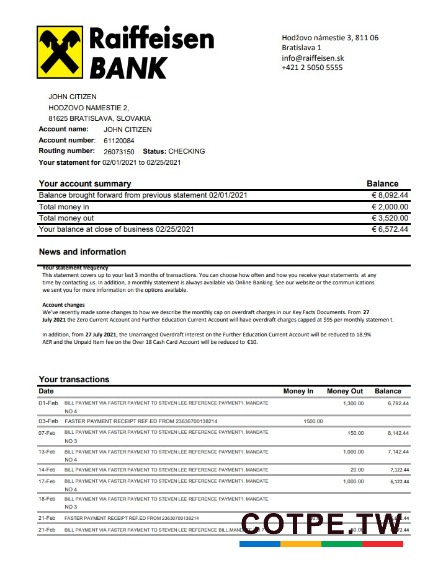 Raiffeisen
BANK
Hodžovo námestie 3, 811 06
Bratislava 1
info@raiffeisen.sk
+421 2 5050 5555
JOHN CITIZEN
HODZOVO NAMESTIE 2,
81625 BRATISLAVA, SLOVAKIA
Account name: JOHN CITIZEN
Account number: 61120084
Routing number: 26073150 Status: CHECKING
Your statement for 02/01/2021 to 02/25/2021
Your account summary Balance
Balance brought forward from previous statement 02/01/2021 € 8,092.44
Total money in € 2,000.00
Total money out € 3,520.00
Your balance at close of business 02/25/2021 € 6,572.44
News and information
Your statement frequency
This statement covers up to your last 3 months of transactions. You can choose how often and how you receive your statements at any
time by contacting us. In addition, a monthly statement is always available via Online Banking. See our website or the communications
we sent you for more information on the options available.
Account changes
We've recently made some changes to how we describe the monthly cap on overdraft charges in our Key Facts Documents. From 27
July 2021 the Zero Current Account and Further Education Current Account will have overdraft charges capped at $95 per monthly statement.
In addition, from 27 July 2021, the Unarranged Overdraft Interest on the Further Education Current Account will be reduced to 18.9%
AER and the Unpaid Item fee on the Over 18 Cash Card Account will be reduced to €10.
Your transactions
Date Money In Money Out Balance
01-Feb BILL PAYMENT VIA FASTER PAYMENT TO STEVEN LEE REFERENCE PAYMENT1, MANDATE 1,300.00 6,792.44
NO 4
03-Feb FASTER PAYMENT RECEIPT REF.ED FROM 23630700138214 1500.00
07-Feb BILL PAYMENT VIA FASTER PAYMENT TO STEVEN LEE REFERENCE PAYMENT1, MANDATE 150.00 8,142.44
NO 3
13-Feb BILL PAYMENT VIA FASTER PAYMENT TO STEVEN LEE REFERENCE PAYMENT1, MANDATE 1,000.00 7,142.44
NO 4
14-Feb BILL PAYMENT VIA FASTER PAYMENT TO STEVEN LEE REFERENCE PAYMENT1, MANDATE 20.00 7,122.44
17-Feb BILL PAYMENT VIA FASTER PAYMENT TO STEVEN LEE REFERENCE PAYMENT1, MANDATE 1,000.00 6,122.44
NO 4
18-Feb BILL PAYMENT VIA FASTER PAYMENT TO STEVEN LEE REFERENCE PAYMENT1, MANDATE
NO 3
21-Feb FASTER PAYMENT RECEIPT REF.ED FROM 23630700138214
21-Feb BILL PAYMENT VIA FASTER PAYMENT TO STEVEN LEE REFERENCE BILL
COTPE.TW